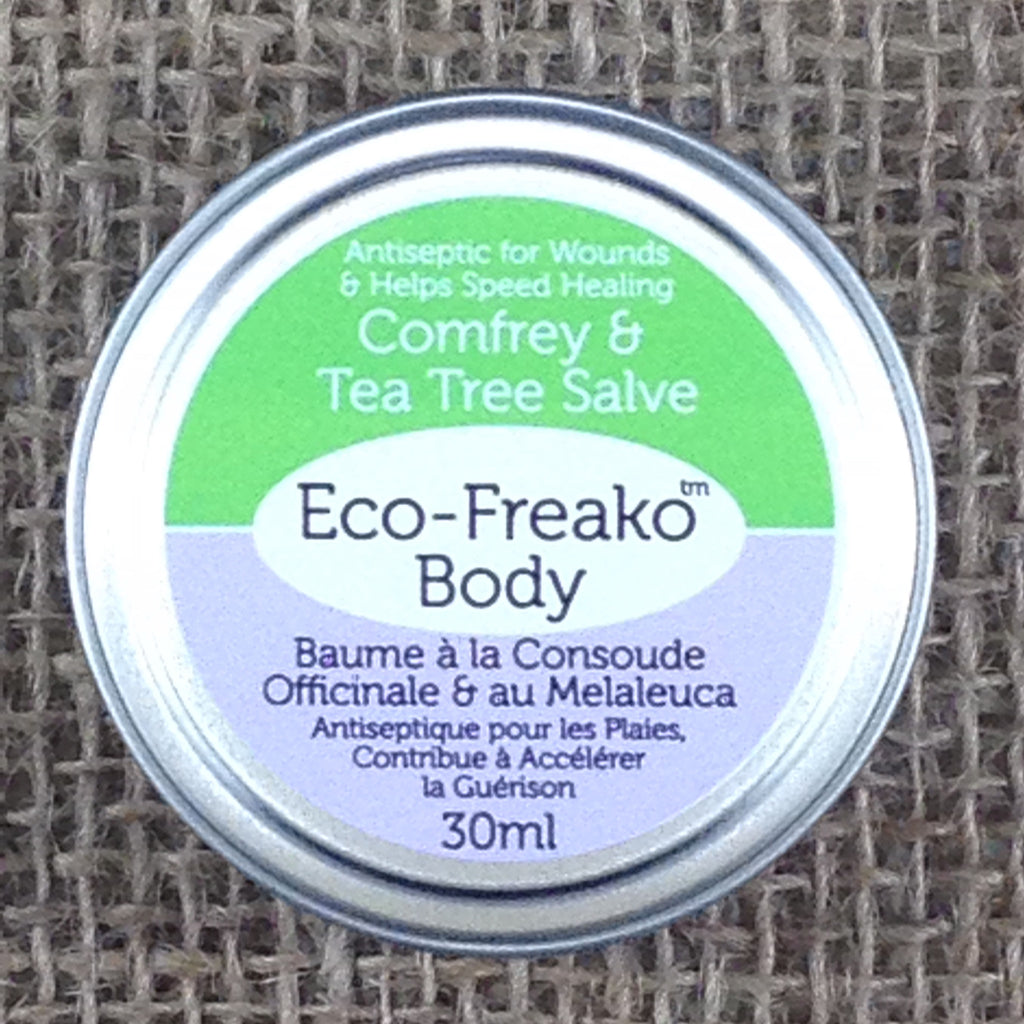 Antiseptic for Wounds
& Helps Speed Healing
Comfrey &
Tea Tree Salve
Eco-Freako™
Body
Baume à la Consoude
Officinale & au Melaleuca
Antiseptique pour les Plaies,
Contribue à Accélérer
la Guérison
30ml